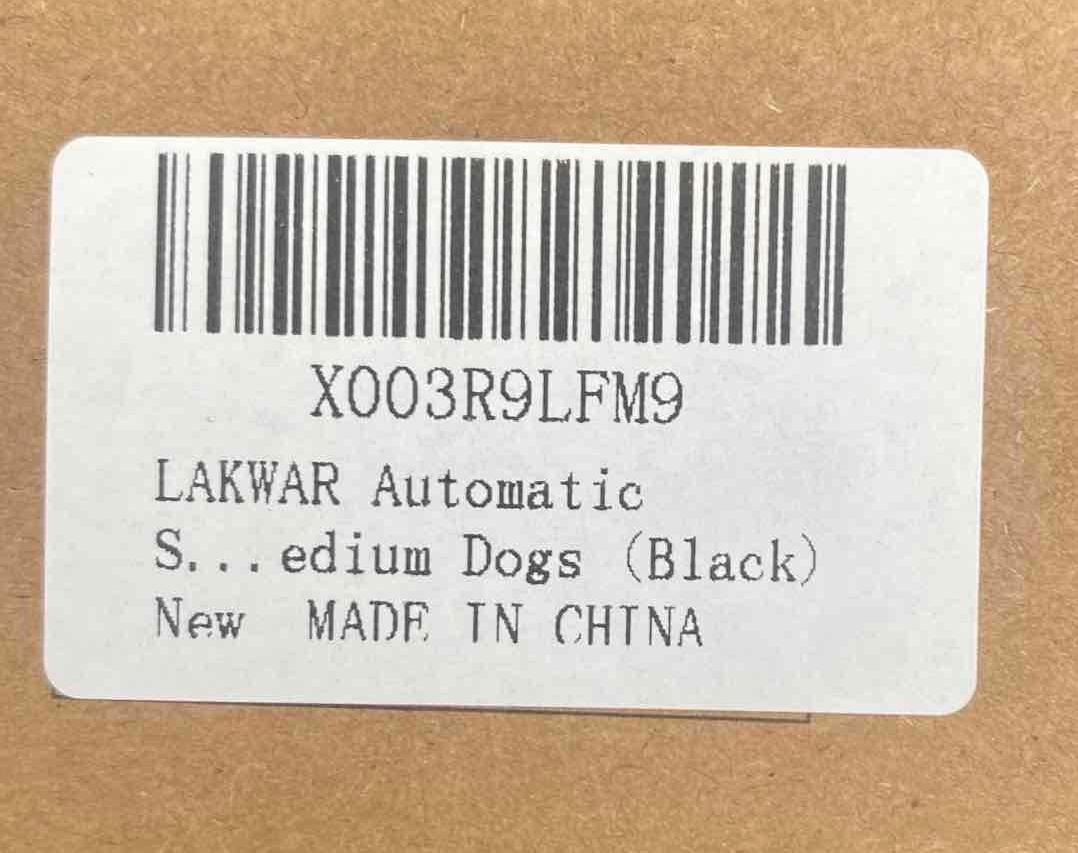 X003R9LFM9
LAKWAR Automatic
S...edium Dogs (Black)
New MADE IN CHINA